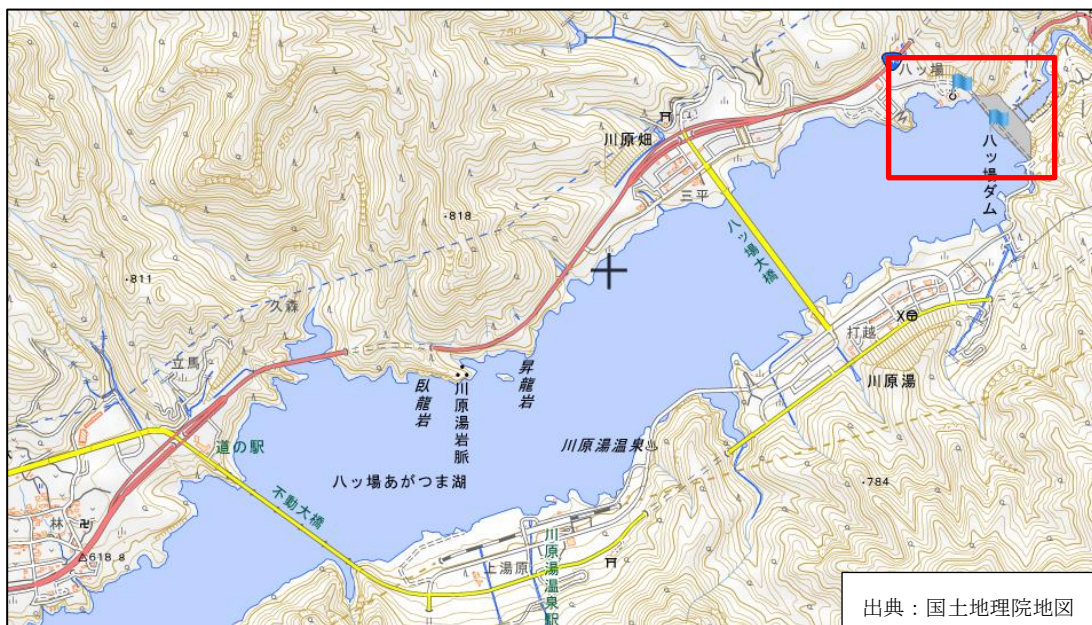 750
八ッ場
川原畑
三平
八ッ場ダム
八ッ場大橋
・818
・811
久森
立馬
打越
川原湯
臥龍岩
昇龍岩
川原湯岩脈
道の駅
川原湯温泉
八ッ場あがつま湖
不動大橋
・784
林
卍
△618.8
上湯原
川原湯温泉駅
出典：国土地理院地図